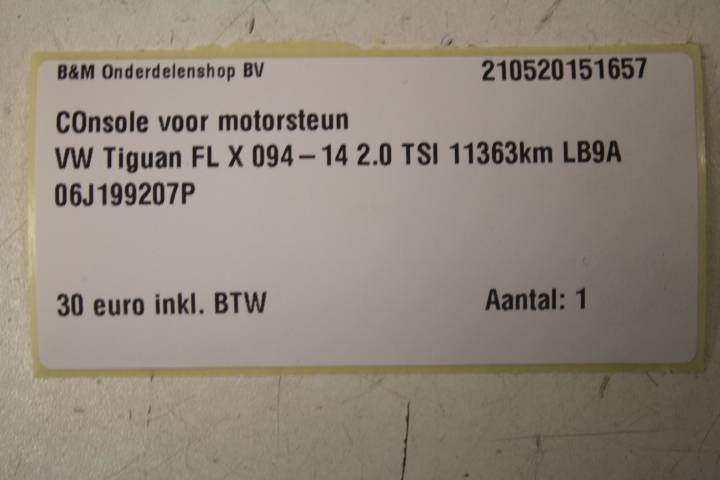 B&M Onderdelenshop BV 210520151657
COnsole voor motorsteun
VW Tiguan FL X 094-14 2.0 TSI 11363km LB9A
06J199207P
30 euro inkl. BTW Aantal: 1